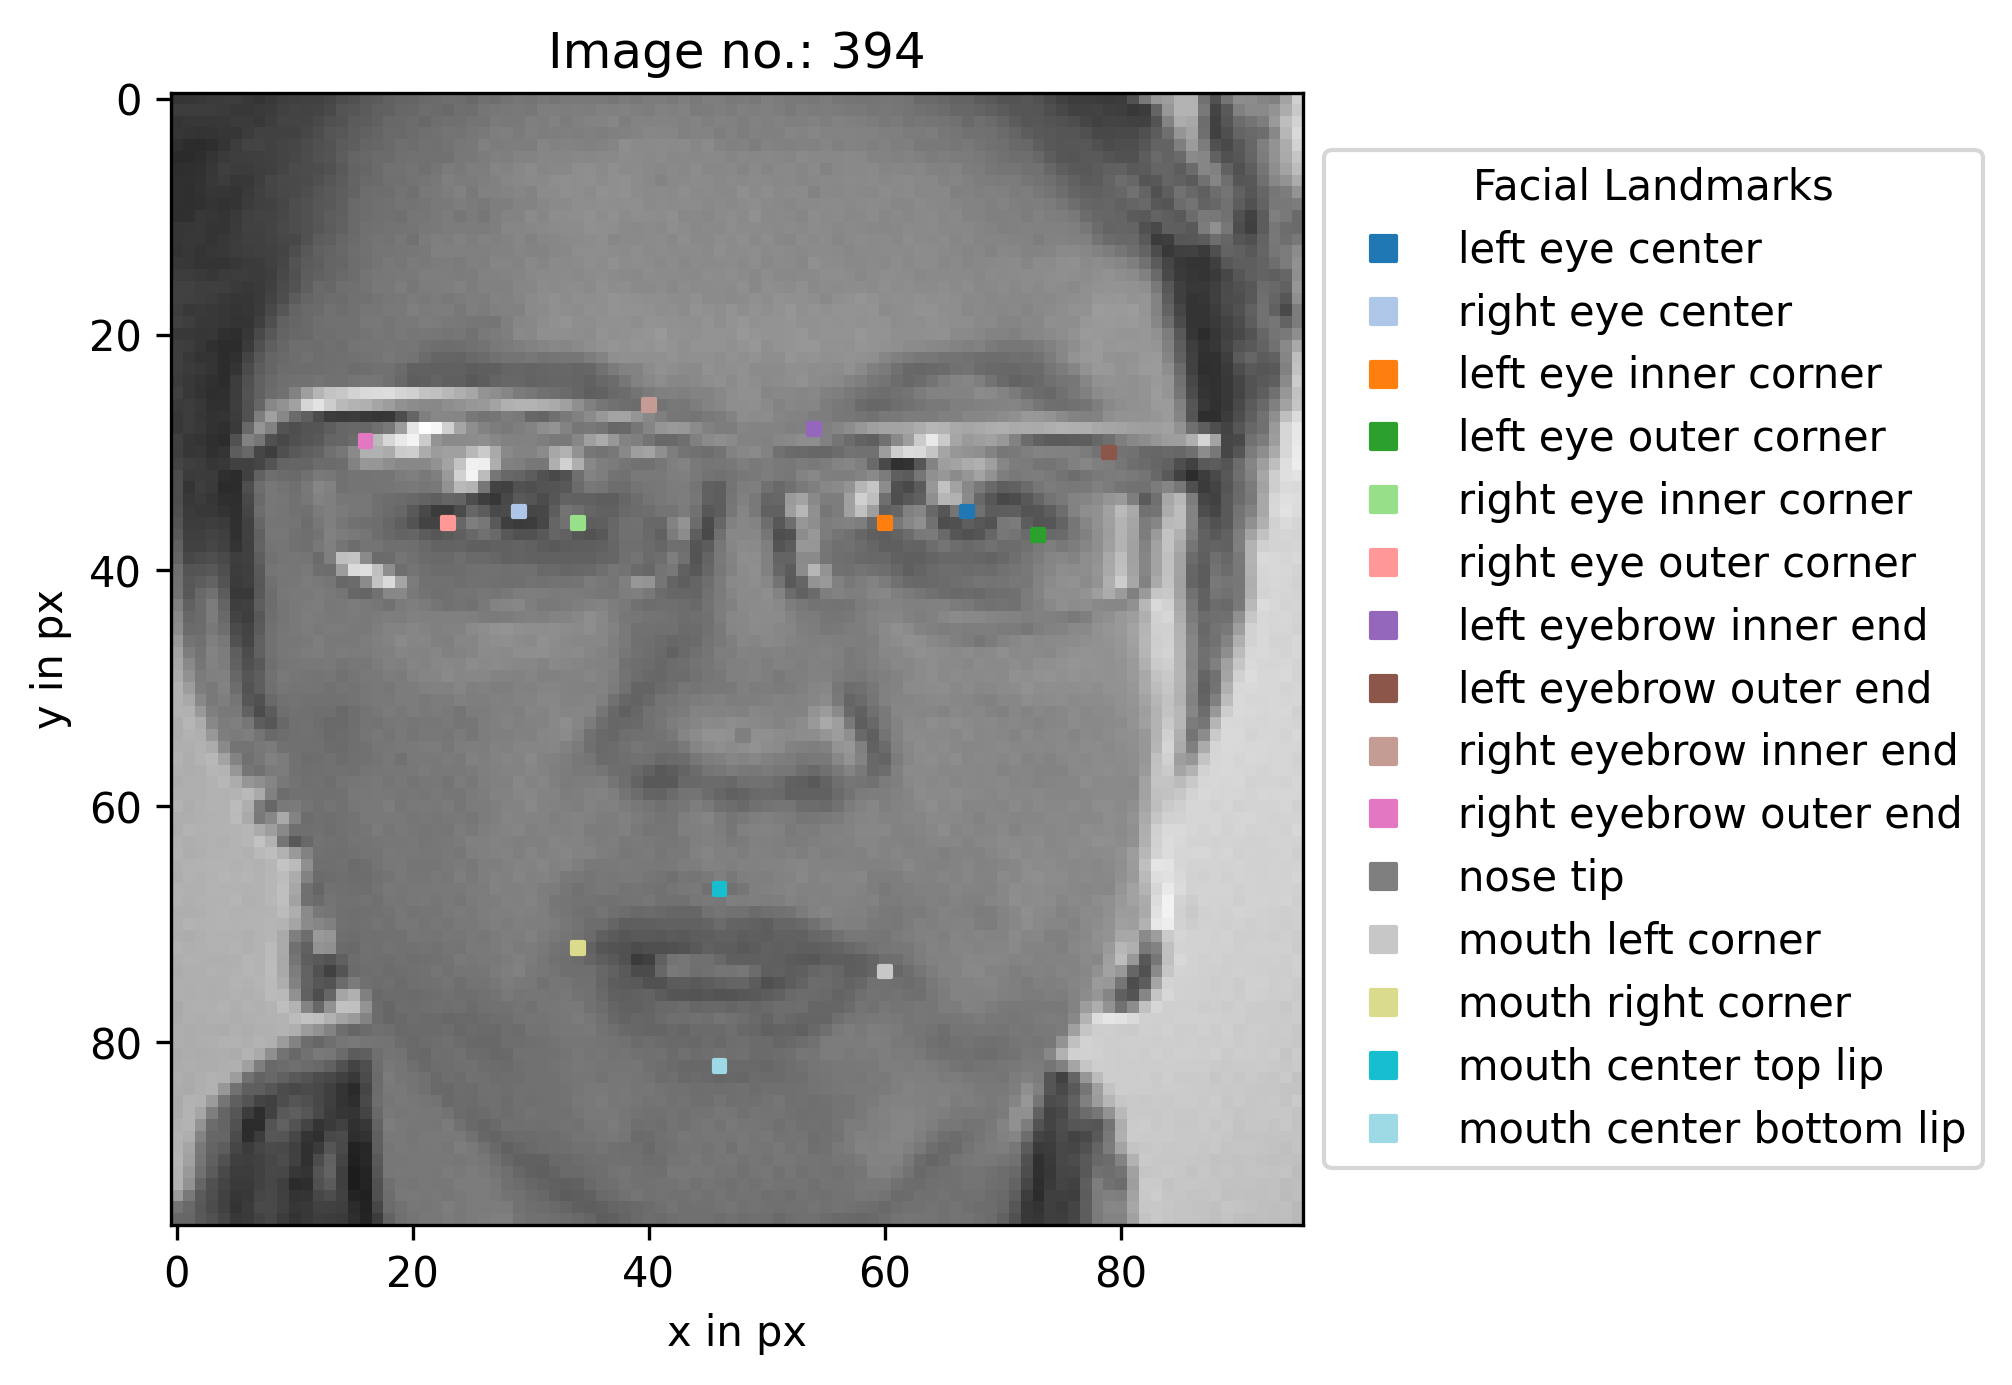 Image no.: 394
0
20
40
60
80
y in px
0 20 40 60 80
x in px
Facial Landmarks
left eye center
right eye center
left eye inner corner
left eye outer corner
right eye inner corner
right eye outer corner
left eyebrow inner end
left eyebrow outer end
right eyebrow inner end
right eyebrow outer end
nose tip
mouth left corner
mouth right corner
mouth center top lip
mouth center bottom lip